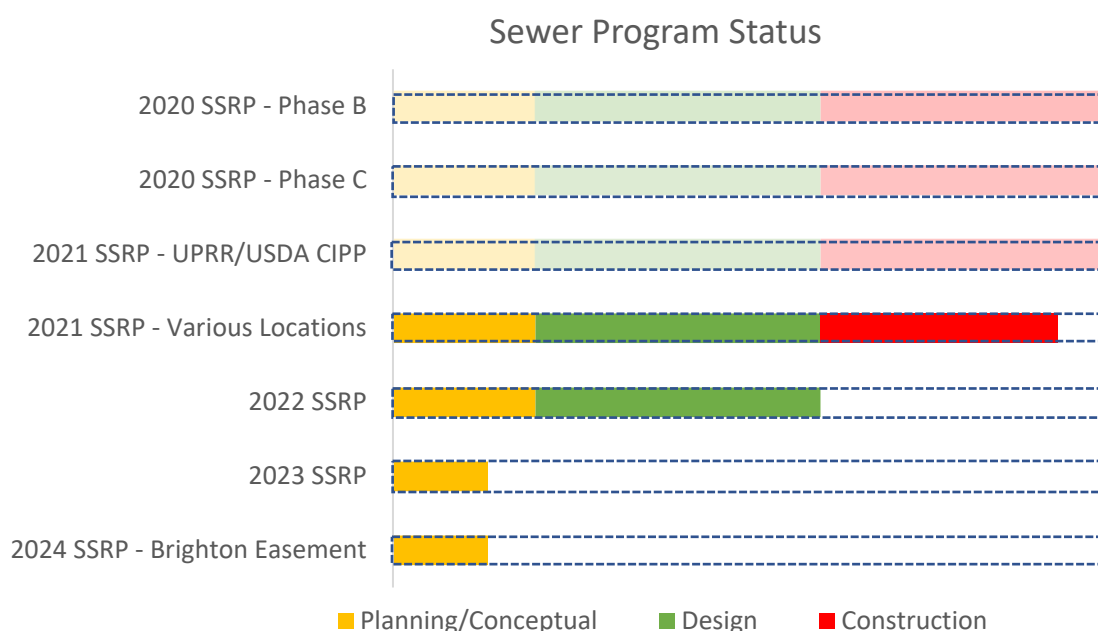 Sewer Program Status
2020 SSRP - Phase B
2020 SSRP - Phase C
2021 SSRP - UPRR/USDA CIPP
2021 SSRP - Various Locations
2022 SSRP
2023 SSRP
2024 SSRP - Brighton Easement
Planning/Conceptual Design Construction